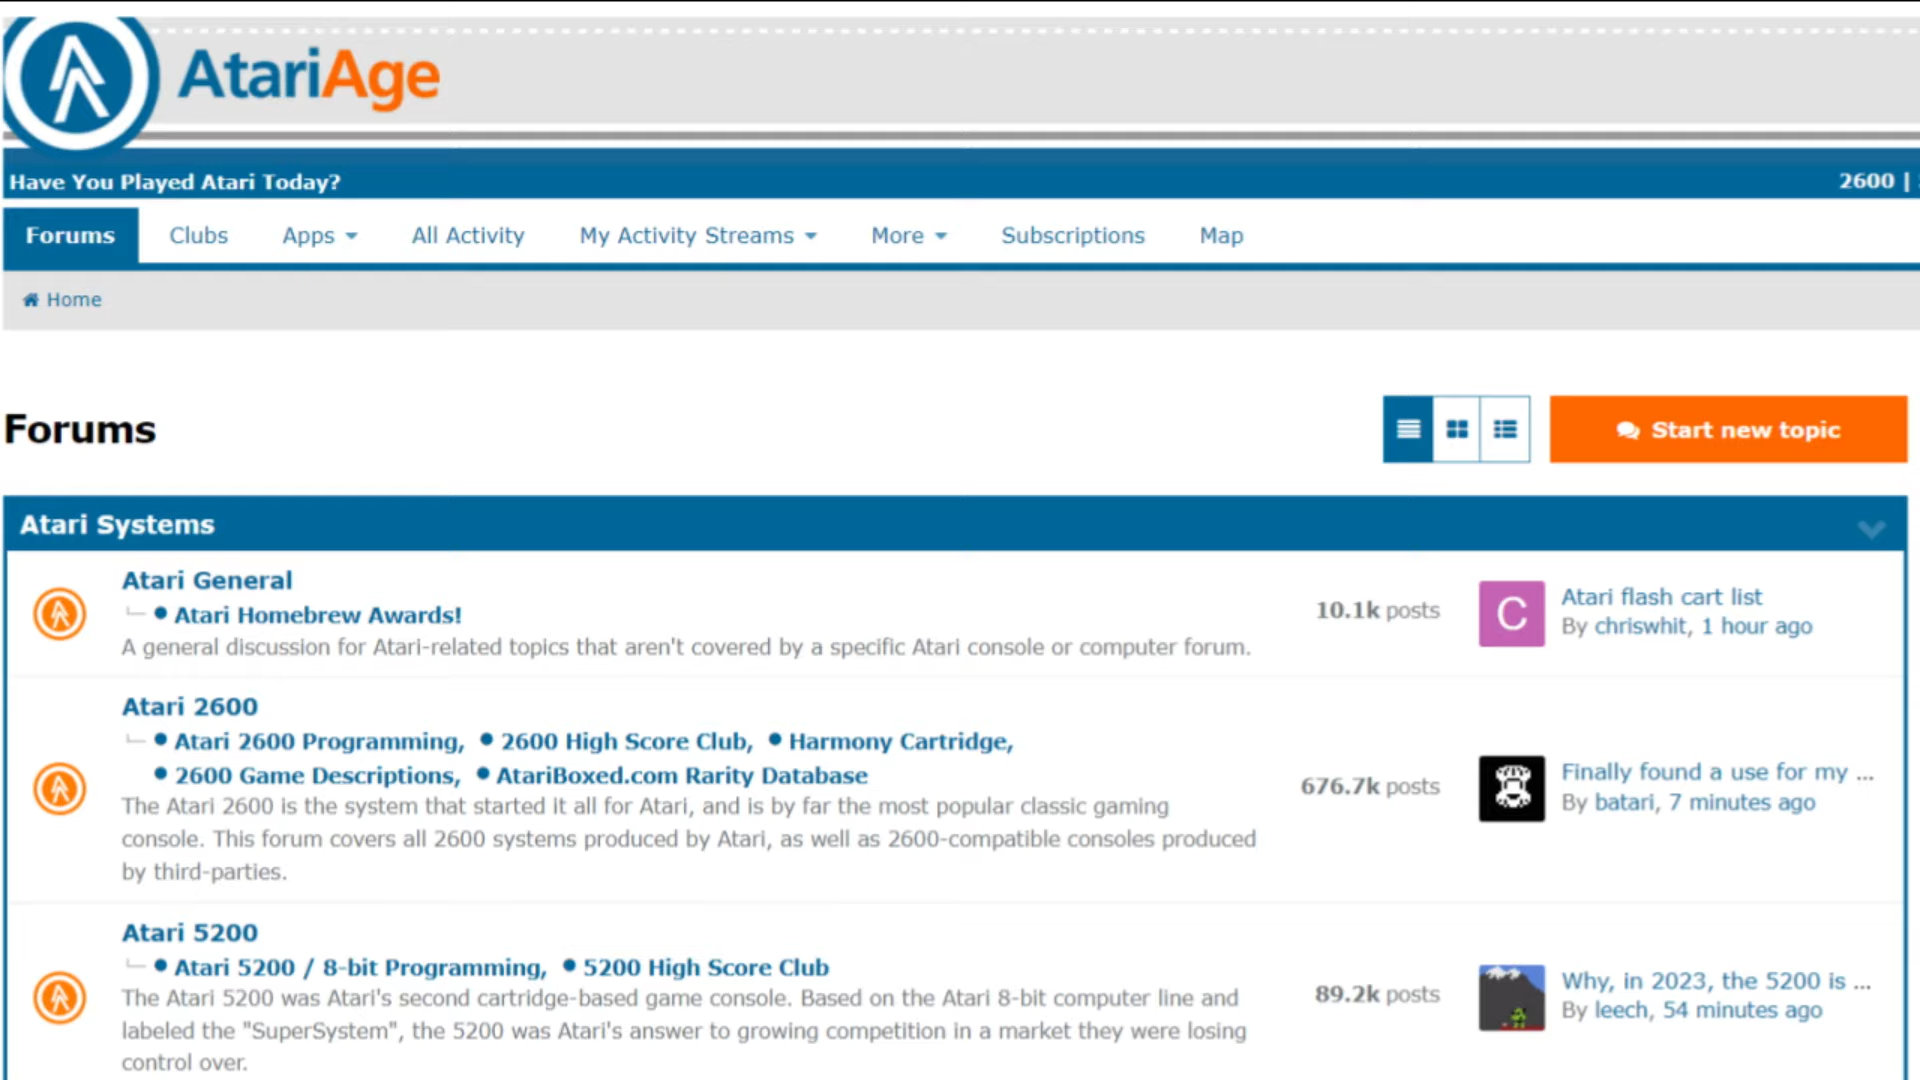 AtariAge
Have You Played Atari Today?
2600 |
Forums Clubs Apps All Activity My Activity Streams More Subscriptions Map
Home
Forums
Start new topic
Atari Systems
Atari General
Atari Homebrew Awards!
A general discussion for Atari-related topics that aren't covered by a specific Atari console or computer forum.
10.1k posts
C
Atari flash cart list
By chriswhit, 1 hour ago
Atari 2600
Atari 2600 Programming, 2600 High Score Club, Harmony Cartridge,
2600 Game Descriptions, AtariBoxed.com Rarity Database
The Atari 2600 is the system that started it all for Atari, and is by far the most popular classic gaming
console. This forum covers all 2600 systems produced by Atari, as well as 2600-compatible consoles produced
by third-parties.
676.7k posts
Finally found a use for my ...
By batari, 7 minutes ago
Atari 5200
Atari 5200 / 8-bit Programming, 5200 High Score Club
The Atari 5200 was Atari's second cartridge-based game console. Based on the Atari 8-bit computer line and
labeled the "SuperSystem", the 5200 was Atari's answer to growing competition in a market they were losing
control over.
89.2k posts
Why, in 2023, the 5200 is ...
By leech, 54 minutes ago